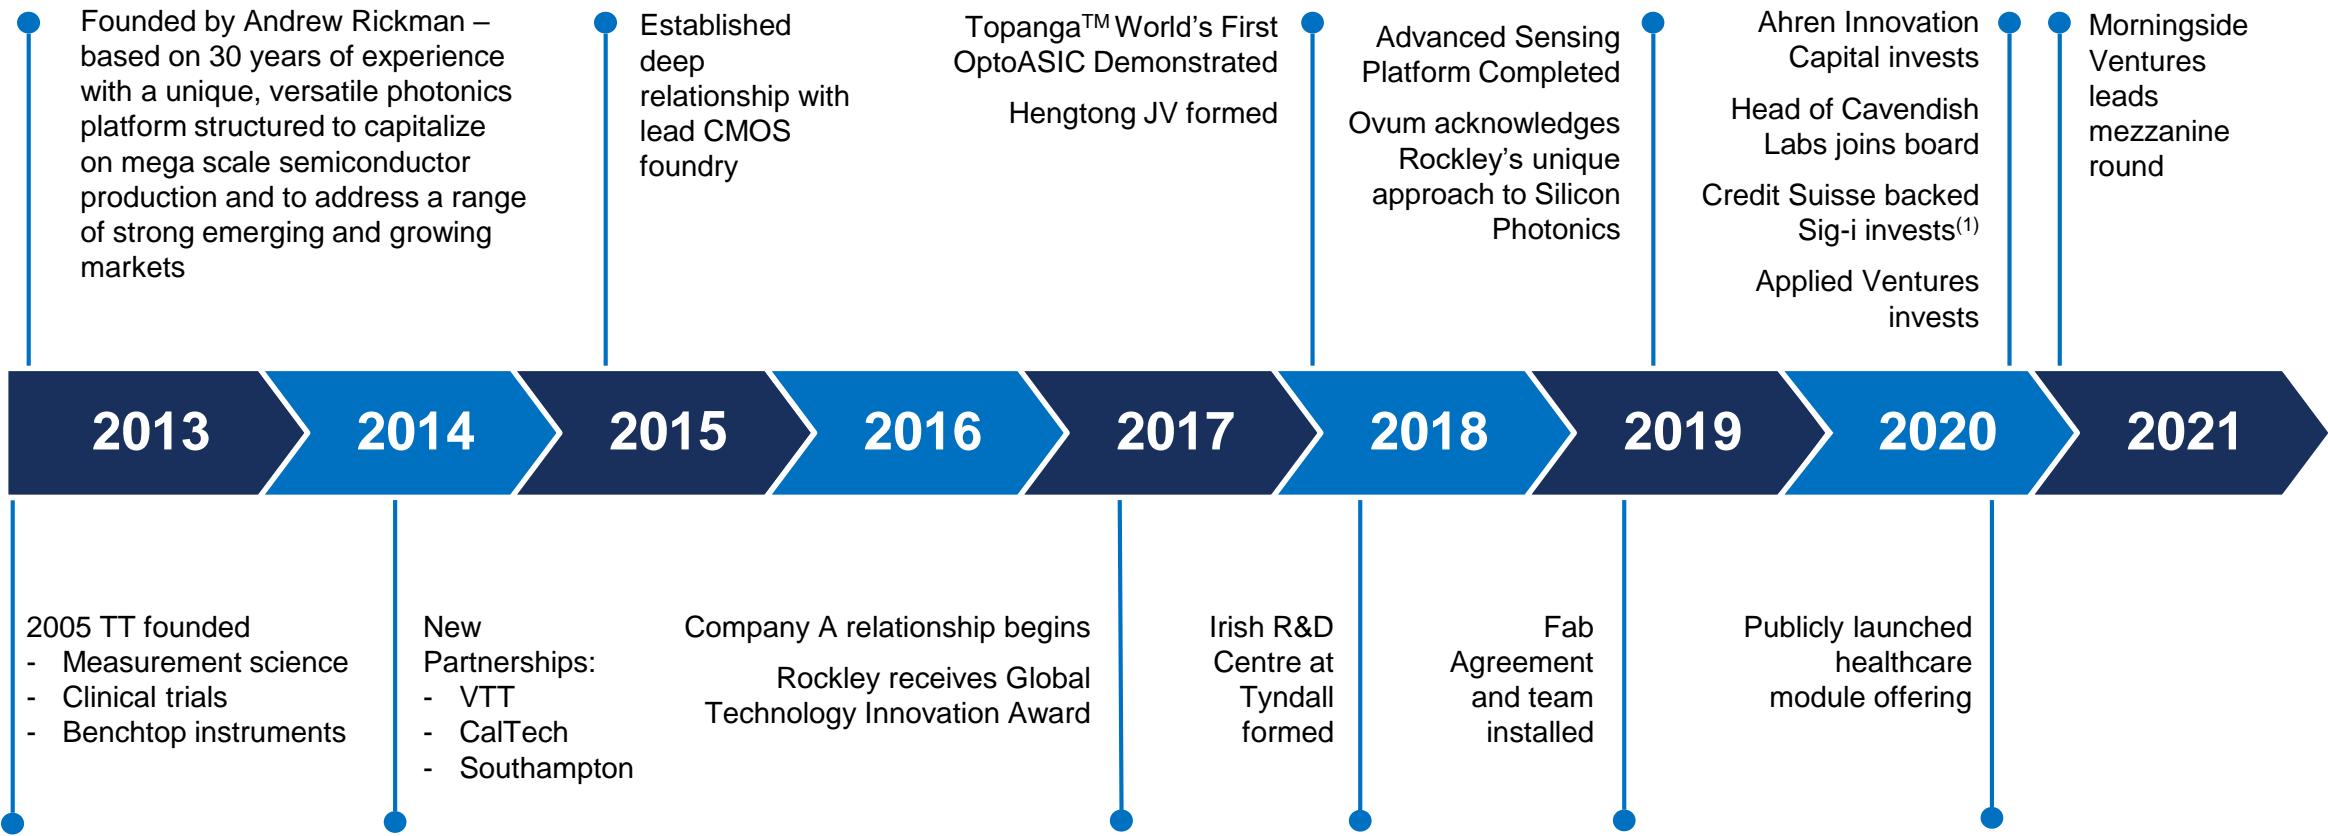 Founded by Andrew Rickman –
based on 30 years of experience
with a unique, versatile photonics
platform structured to capitalize
on mega scale semiconductor
production and to address a range
of strong emerging and growing
markets
Established
deep
relationship with
lead CMOS
foundry
Topanga™ World’s First
OptoASIC Demonstrated
Hengtong JV formed
Advanced Sensing
Platform Completed
Ovum acknowledges
Rockley’s unique
approach to Silicon
Photonics
Ahren Innovation
Capital invests
Head of Cavendish
Labs joins board
Credit Suisse backed
Sig-i invests(1)
Applied Ventures
invests
Morningside
Ventures
leads
mezzanine
round
2013
2014
2015
2016
2017
2018
2019
2020
2021
2005 TT founded
- Measurement science
- Clinical trials
- Benchtop instruments
New
Partnerships:
- VTT
- CalTech
- Southampton
Company A relationship begins
Rockley receives Global
Technology Innovation Award
Irish R&D
Centre at
Tyndall
formed
Fab
Agreement
and team
installed
Publicly launched
healthcare
module offering